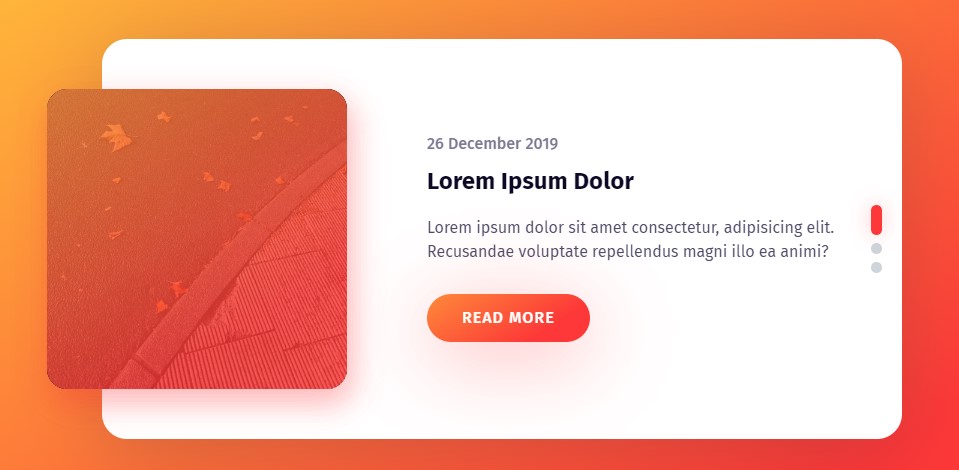 26 December 2019
Lorem Ipsum Dolor
Lorem ipsum dolor sit amet consectetur, adipisicing elit.
Recusandae voluptate repellendus magni illo ea animi?
READ MORE